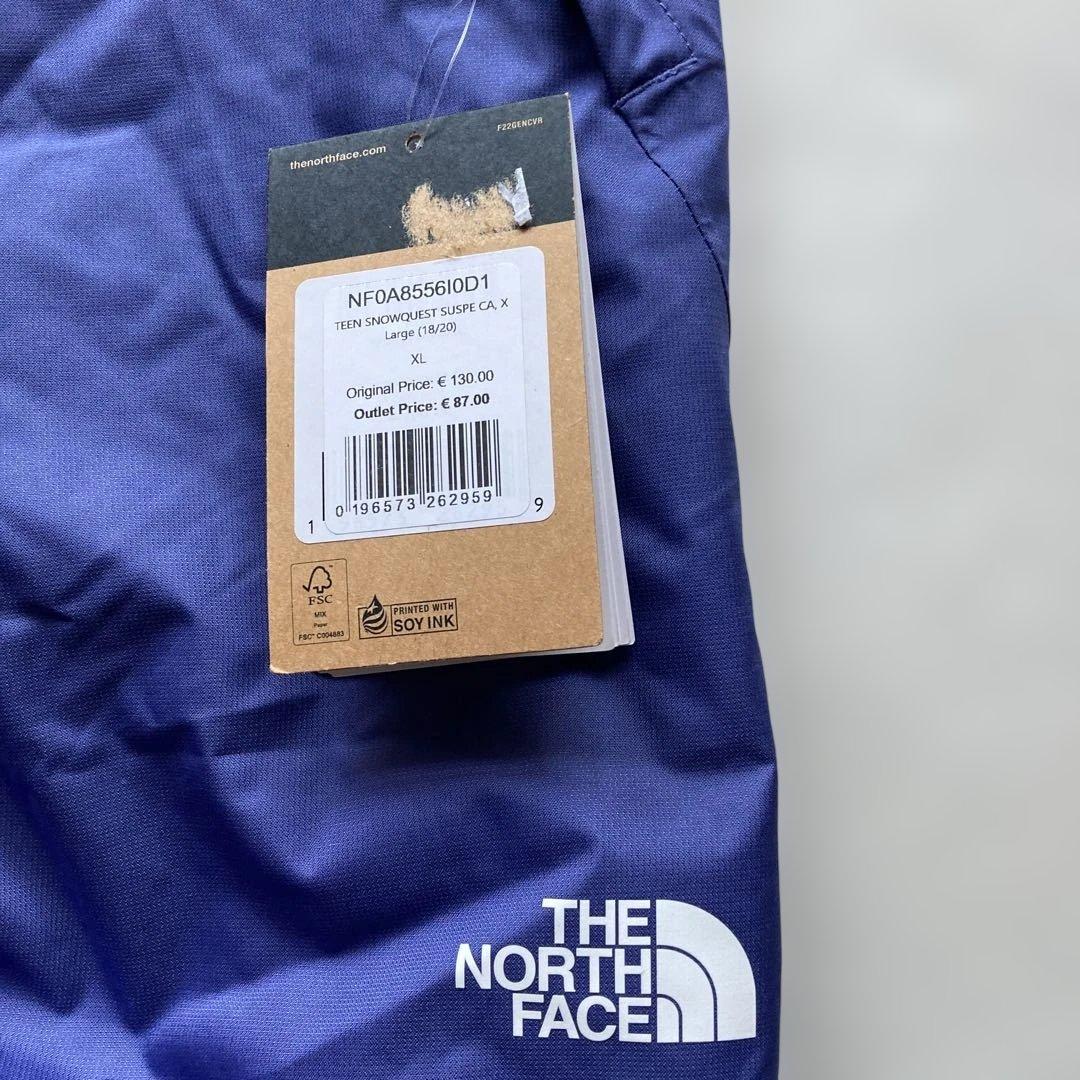 F22GENCVR
thenorthface.com
NF0A8556I0D1
TEEN SNOWQUEST SUSPE CA, X
Large (18/20)
XL
Original Price: € 130.00
Outlet Price: € 87.00
0 196573 262959
1 9
FSC
MIX
Paper
FSC™ C004883
PRINTED WITH
SOY INK
THE
NORTH
FACE